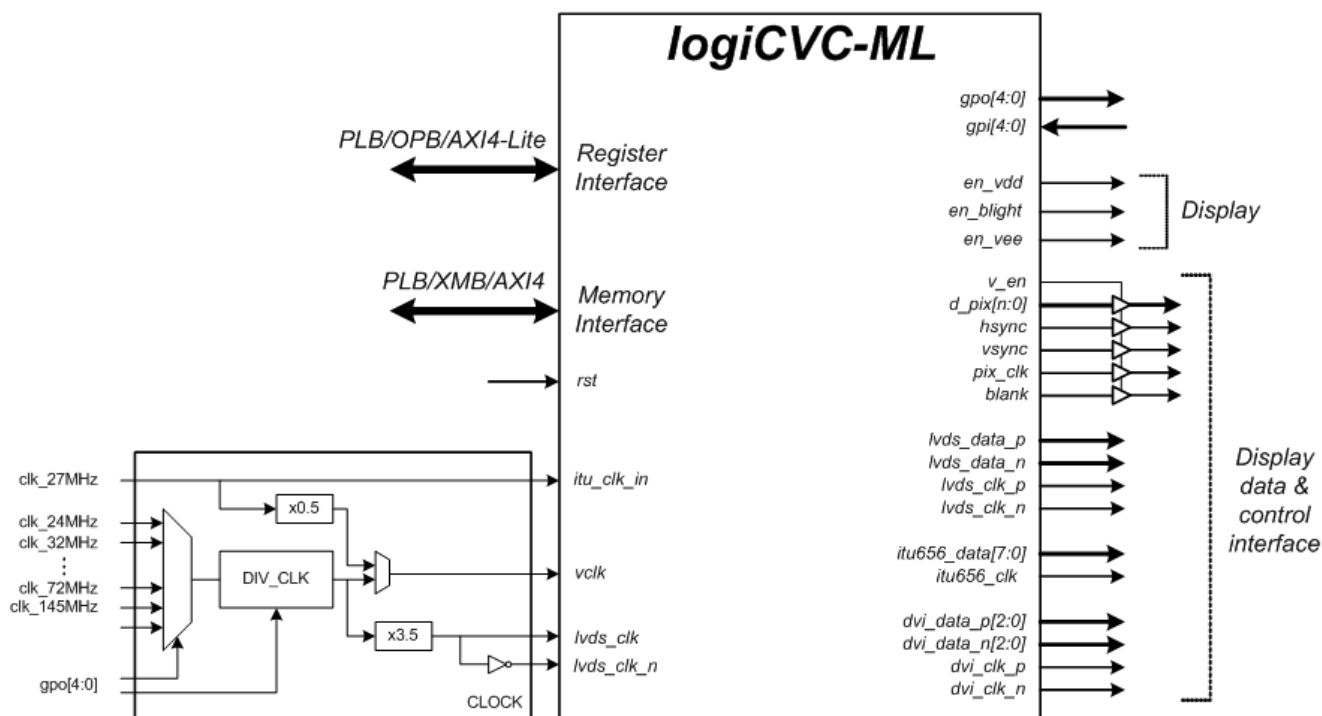 logiCVC-ML
PLB/OPB/AXI4-Lite
Register
Interface
PLB/XMB/AXI4
Memory
Interface
rst
clk_27MHz
clk_24MHz
clk_32MHz
clk_72MHz
clk_145MHz
gpo[4:0]
x0.5
DIV_CLK
x3.5
CLOCK
itu_clk_in
vclk
lvds_clk
lvds_clk_n
gpo[4:0]
gpi[4:0]
en_vdd
en_blight
en_vee
Display
v_en
d_pix[n:0]
hsync
vsync
pix_clk
blank
lvds_data_p
lvds_data_n
lvds_clk_p
lvds_clk_n
itu656_data[7:0]
itu656_clk
dvi_data_p[2:0]
dvi_data_n[2:0]
dvi_clk_p
dvi_clk_n
Display
data &
control
interface